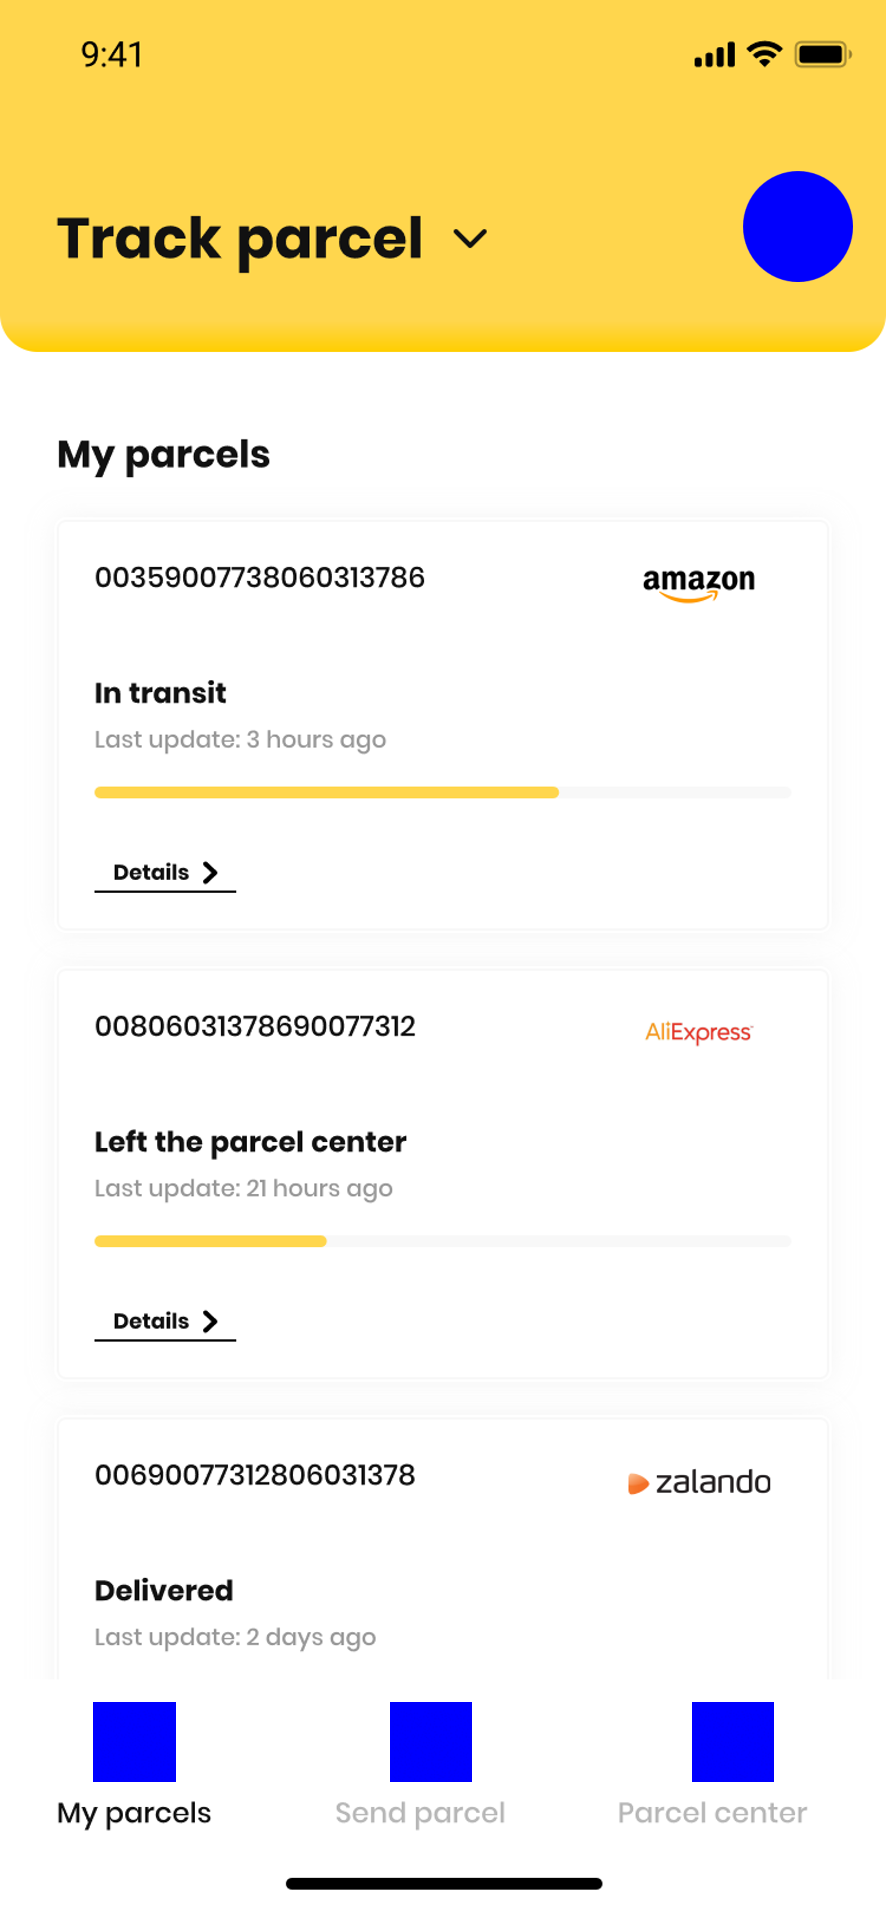 9:41
Track parcel
My parcels
00359007738060313786
amazon
In transit
Last update: 3 hours ago
Details
00806031378690077312
AliExpress
Left the parcel center
Last update: 21 hours ago
Details
00690077312806031378
zalando
Delivered
Last update: 2 days ago
My parcels
Send parcel
Parcel center